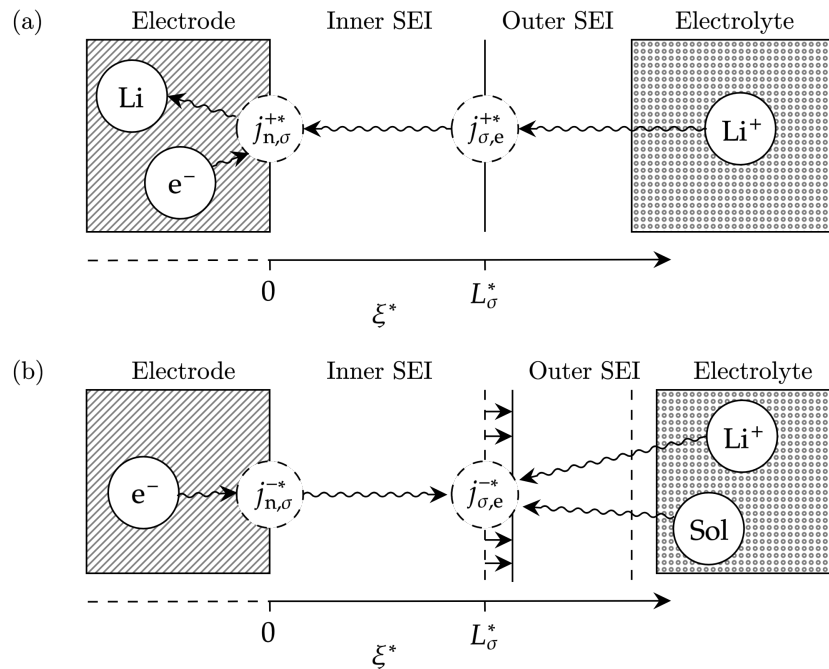 (a) Electrode Inner SEI Outer SEI Electrolyte
Li j⁺*ₙ,σ j⁺*σ,e Li⁺
e⁻
0 L*σ
ξ*
(b) Electrode Inner SEI Outer SEI Electrolyte
Li⁺
e⁻ j⁻*ₙ,σ j⁻*σ,e
Sol
0 L*σ
ξ*